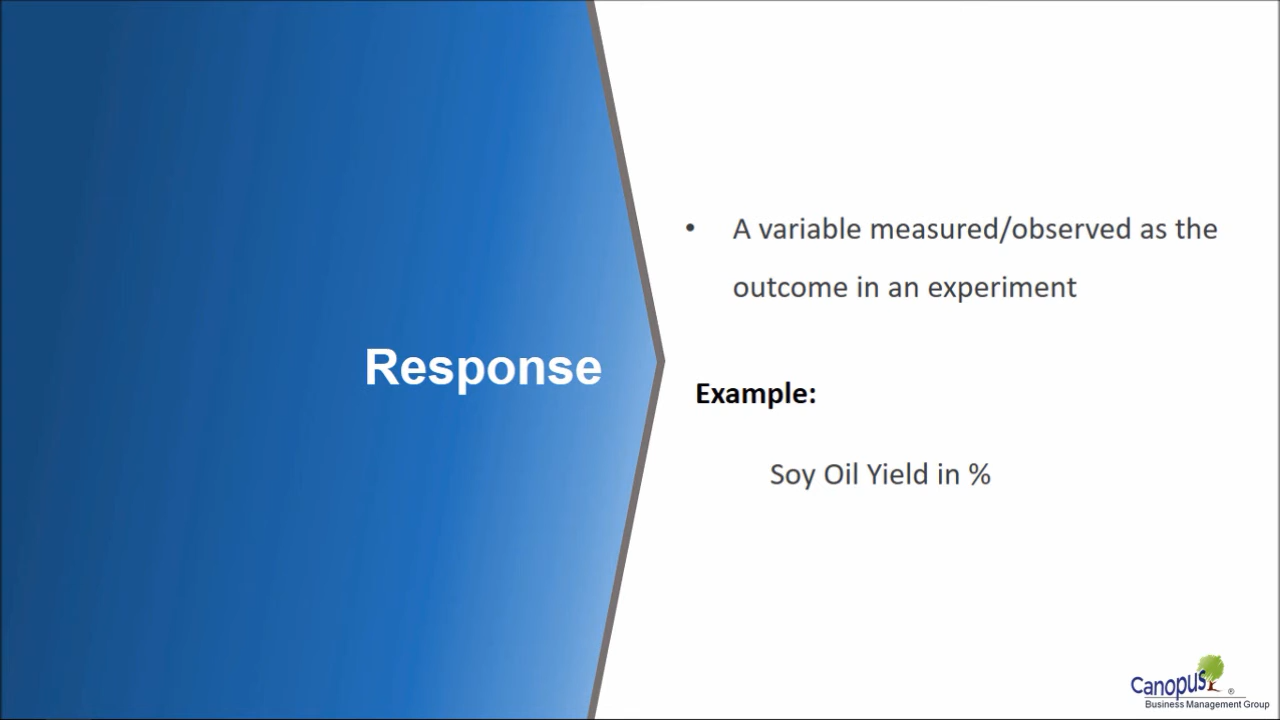 Response
• A variable measured/observed as the
outcome in an experiment
Example:
Soy Oil Yield in %
Canopus ®
Business Management Group